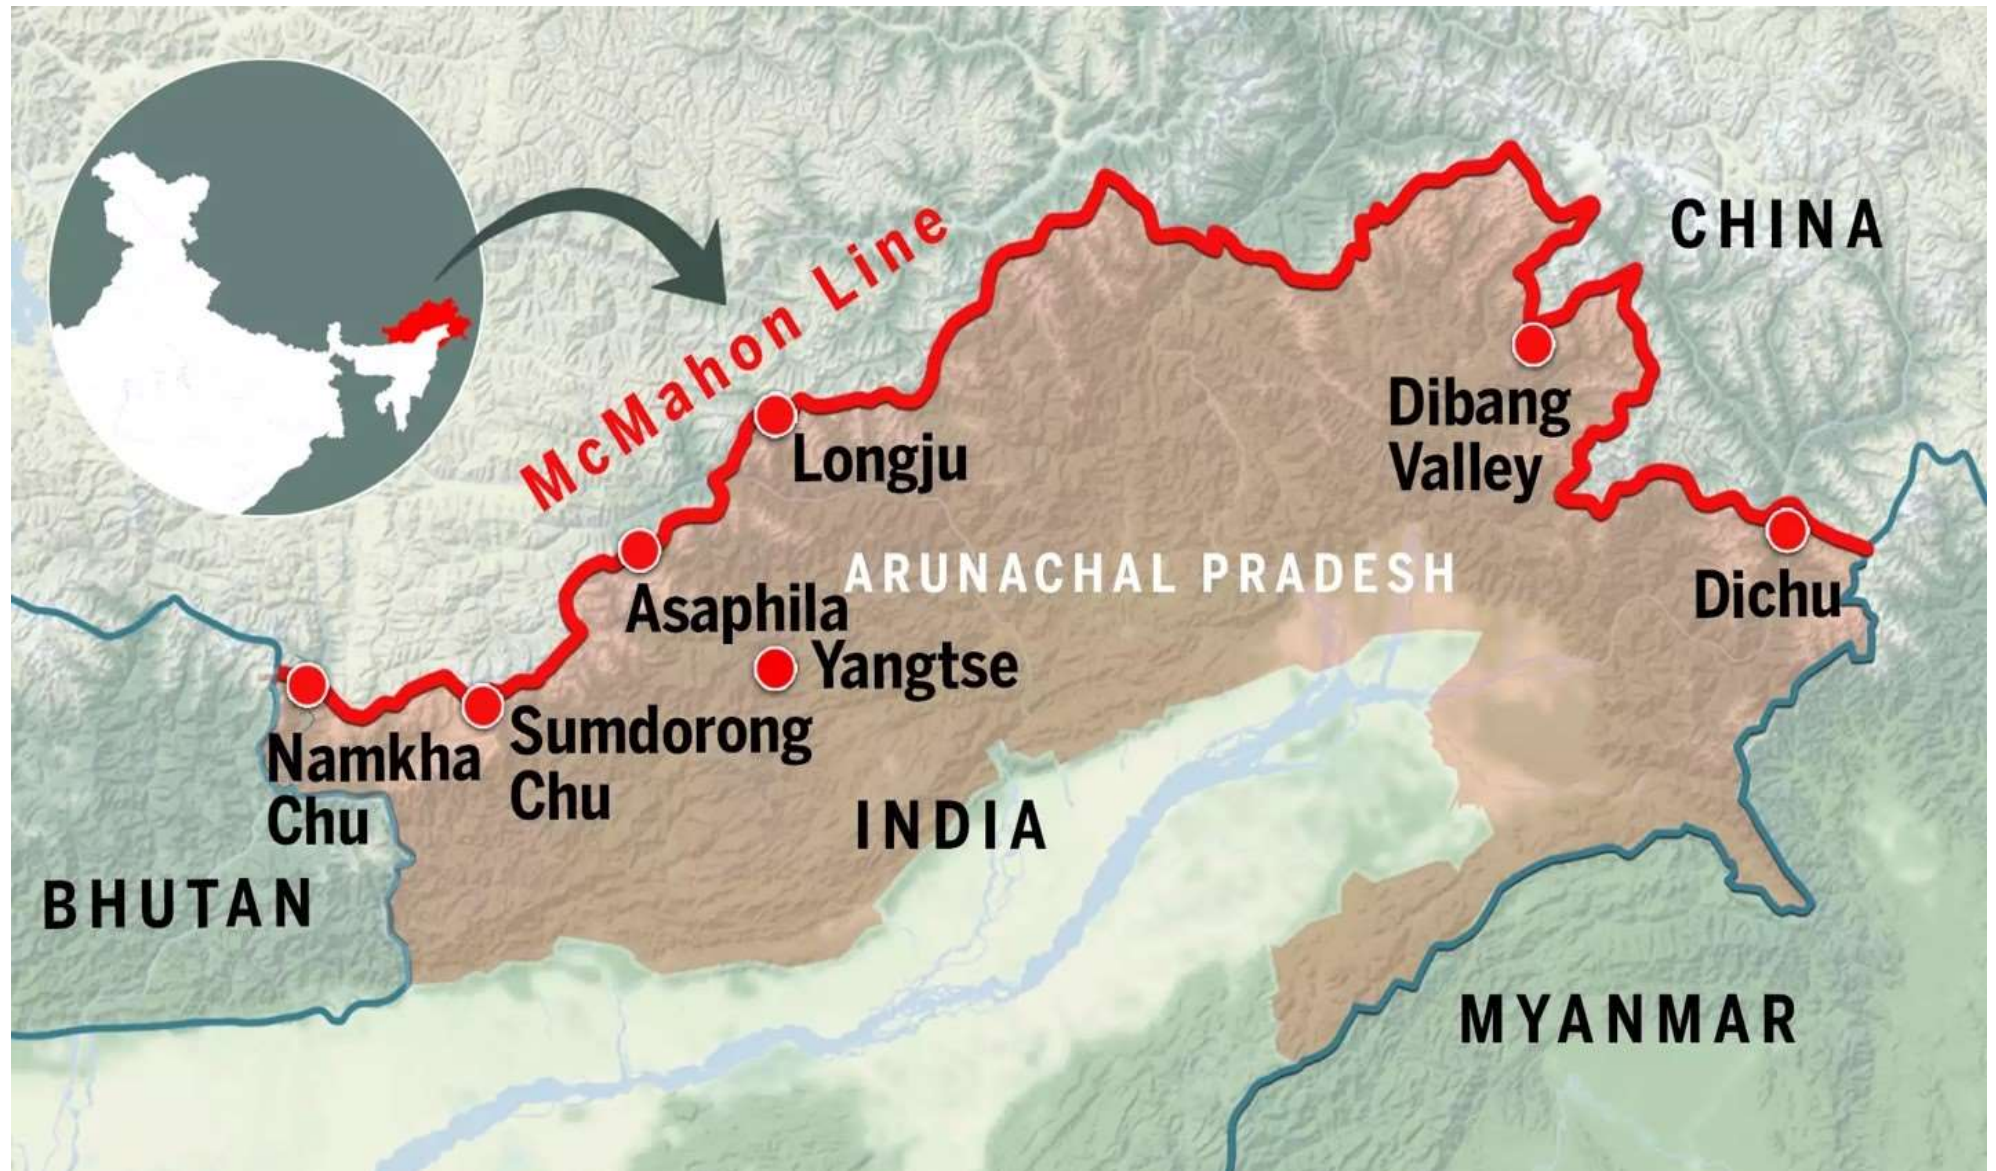 CHINA
McMahon Line
Dibang
Valley
Longju
ARUNACHAL PRADESH
Dichu
Asaphila
Yangtse
Namkha
Chu
Sumdorong
Chu
INDIA
BHUTAN
MYANMAR